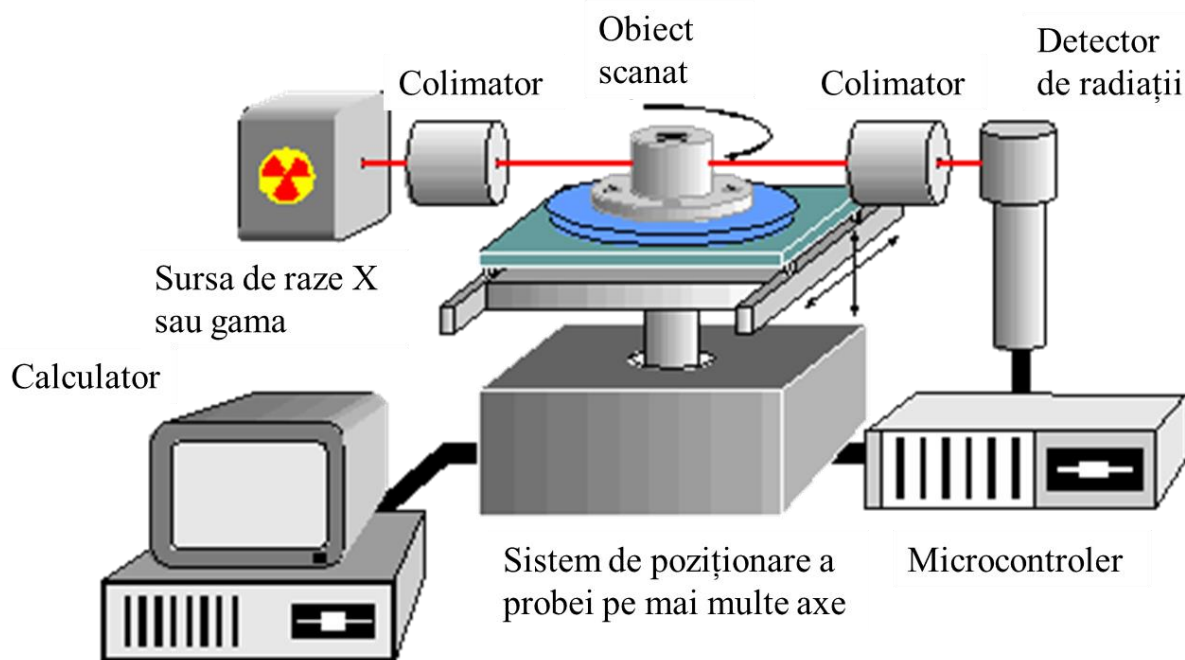 Obiect
scanat
Detector
de radiații
Colimator
Colimator
Sursa de raze X
sau gama
Calculator
Sistem de poziționare a
probei pe mai multe axe
Microcontroler